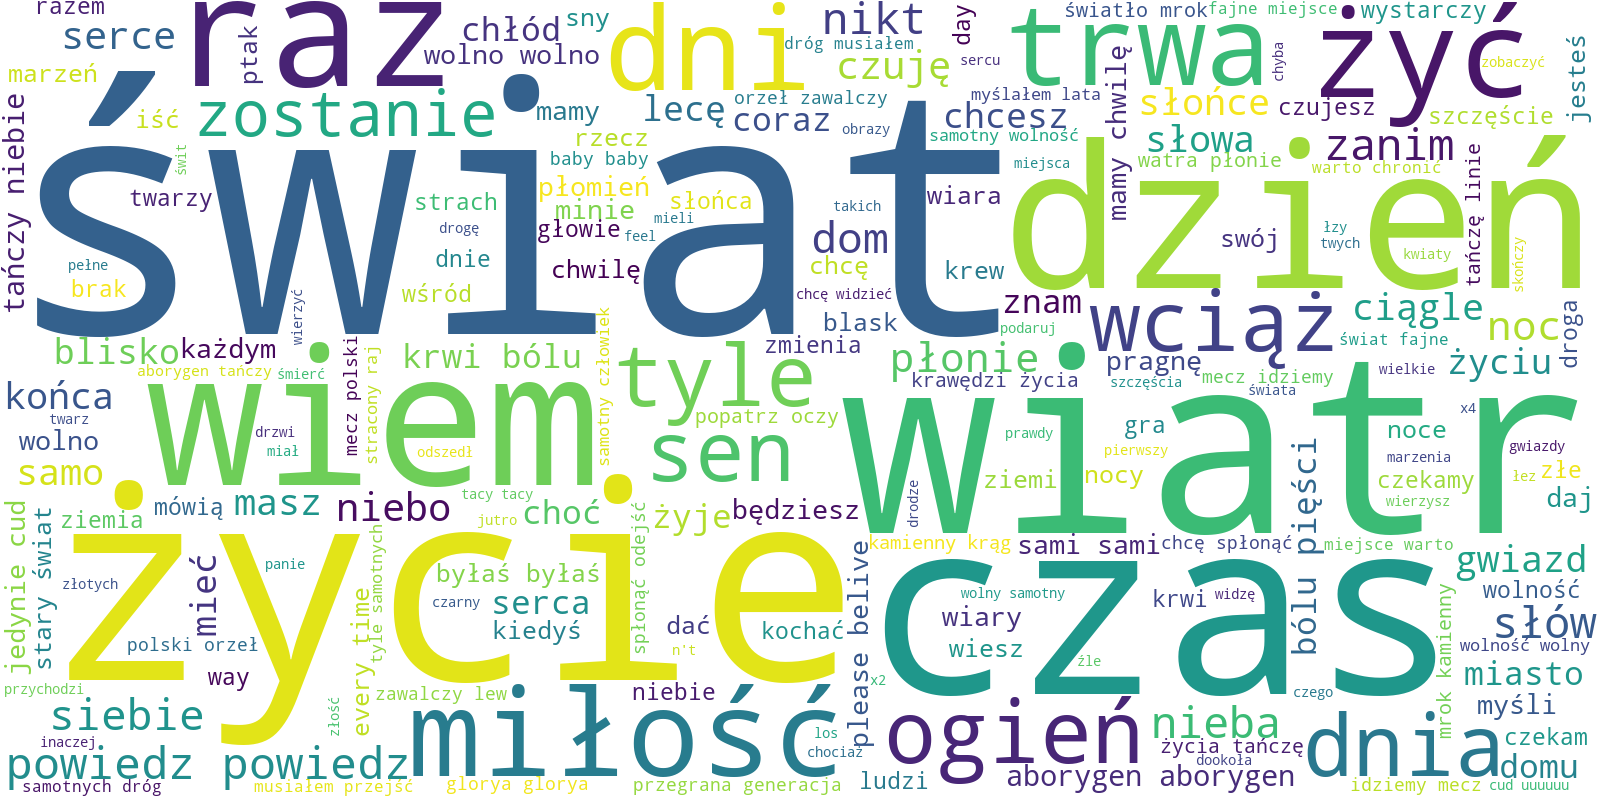 razem
serce
marzeń
raz
ptak
chłód
sny
wolno wolno
dni
nikt
day
dróg musiałem
czuję
sercu
trwa
światło mrok
fajne miejsce
wystarczy
żyć
chyba
zobaczyć
jesteś
tańczy niebie
iść
świt
zostanie
mamy
lecę
orzeł zawalczy
coraz
obrazy
myślałem lata
chcesz
mamy chwilę
słońce
czujesz
szczęście
rzecz
baby baby
samotny wolność
miejsca
słowa
watra płonie
zanim
warto chronić
tańczę linie
świat
twarzy
strach
płomień
minie
mieli
słońca
głowie
feel
takich
wiara
dzień
drogę
dnie
chwilę
dom
chcę
krew
swój
łzy
twych
kwiaty
skończy
pełne
brak
wierzyć
wśród
chcę widzieć
blask
znam
podaruj
wciąż
ciągle
noc
droga
świat fajne
blisko
każdym
aborygen tańczy
śmierć
mecz polski
stracony raj
krwi bólu
samotny człowiek
tyle
zmienia
płonie
pragnę
krawędzi życia
szczęścia
mecz idziemy
świata
wielkie
życiu
końca
twarz
wolno
drzwi
miał
wiem
odszedł
popatrz oczy
sen
wiatr
prawdy
gra
pierwszy
x4
noce
marzenia
gwiazdy
samo
ziemi
nocy
czekamy
łez
złe
wierzysz
daj
jedynie cud
stary świat
ziemia
mówią
masz
niebo
tacy tacy
jutro
choć
żyje
będziesz
drodze
bólu pięści
spłonąć odejść
kamienny krąg
sami sami
chcę spłonąć
miejsce warto
gwiazd
życie
złotych
mieć
panie
tyle samotnych
byłaś byłaś
czarny
serca
kiedyś
dać
kochać
n't
please belive
czas
wolny samotny
wiary
wiesz
krwi
widzę
źle
wolność
słów
wolność wolny
polski orzeł
way
every time
przychodzi
zawalczy lew
niebie
x2
czego
mrok kamienny
miasto
myśli
siebie
złość
miłość
los
chociaż
ogień
nieba
życia tańczę
dookoła
dnia
czekam
inaczej
powiedz
powiedz
samotnych dróg
musiałem przejść
glorya glorya
przegrana generacja
ludzi
aborygen
aborygen
idziemy mecz
domu
cud uuuuuu